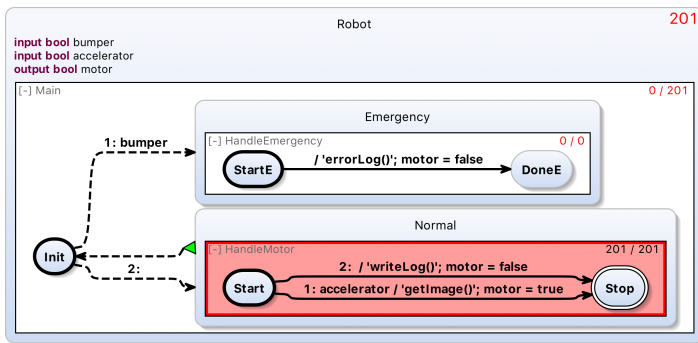 Robot
201
input bool bumper
input bool accelerator
output bool motor
[-] Main
0 / 201
Emergency
[-] HandleEmergency
0 / 0
1: bumper
StartE
/ 'errorLog()'; motor = false
DoneE
Normal
[-] HandleMotor
201 / 201
Init
2:
2: / 'writeLog()'; motor = false
Start
1: accelerator / 'getImage()'; motor = true
Stop